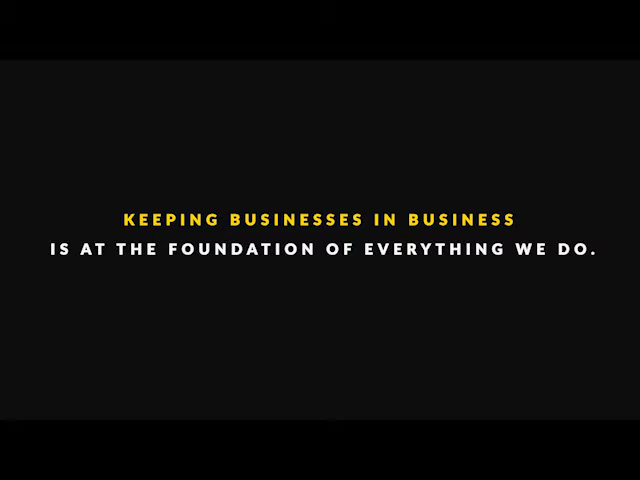 KEEPING BUSINESSES IN BUSINESS
IS AT THE FOUNDATION OF EVERYTHING WE DO.